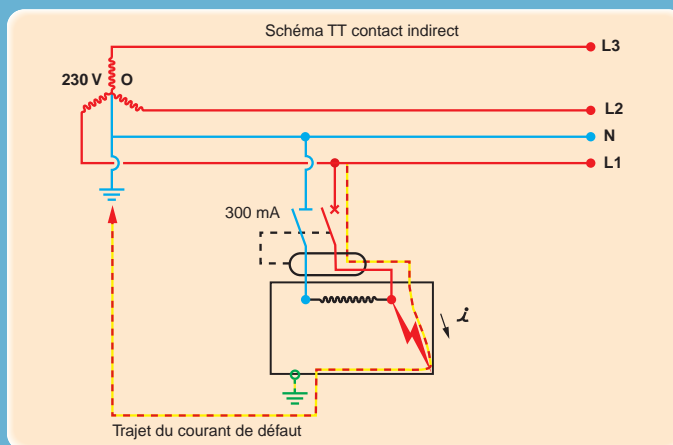 Schéma TT contact indirect
L3
230 V O
L2
N
L1
300 mA
i
Trajet du courant de défaut